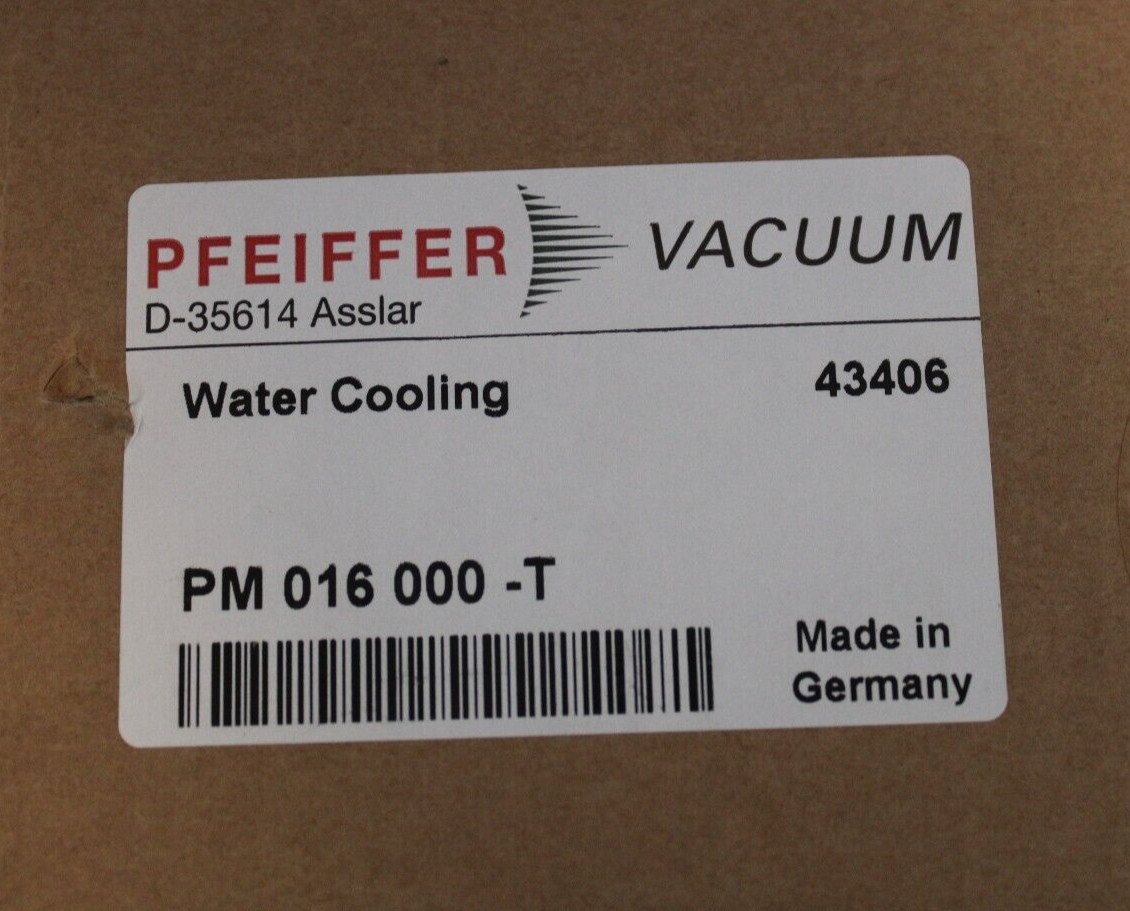 PFEIFFER VACUUM
D-35614 Asslar
Water Cooling 43406
PM 016 000 -T
Made in
Germany